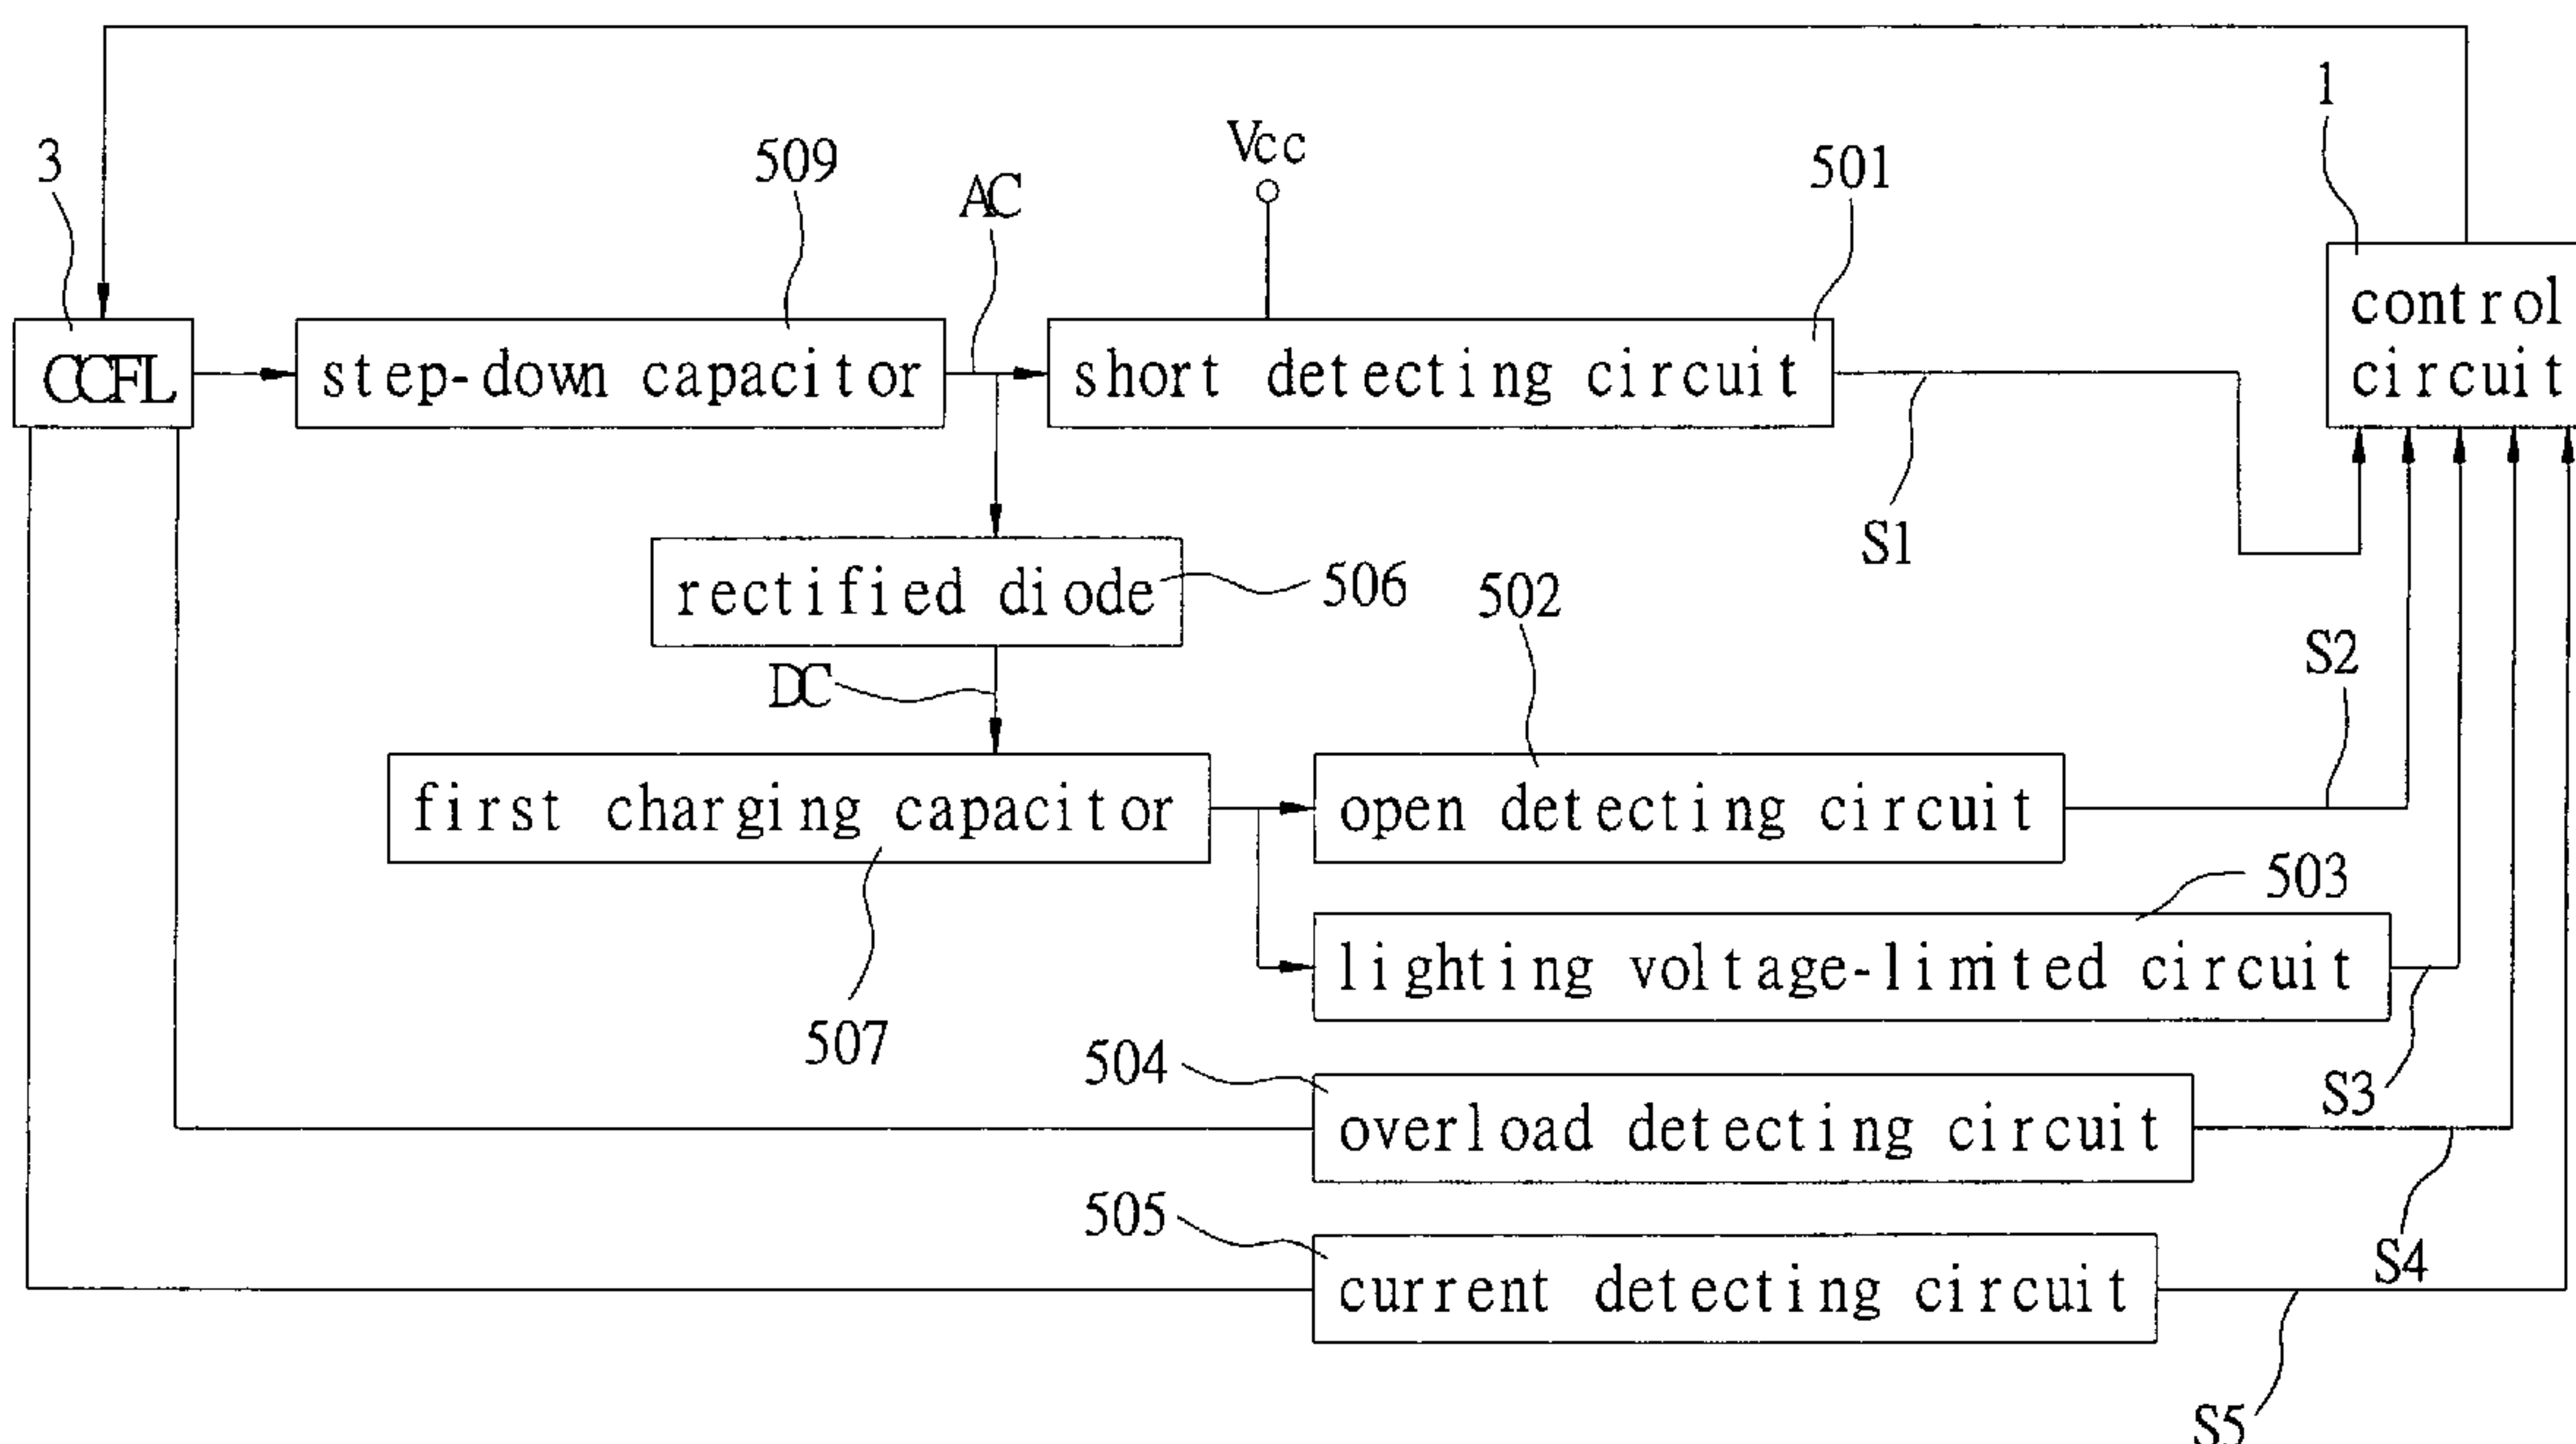 1
3
509
AC
Vcc
501
control
circuit
CCFL
step-down capacitor
short detecting circuit
S1
rectified diode
506
502
S2
DC
first charging capacitor
open detecting circuit
503
lighting voltage-limited circuit
507
504
S3
overload detecting circuit
505
S4
current detecting circuit
S5